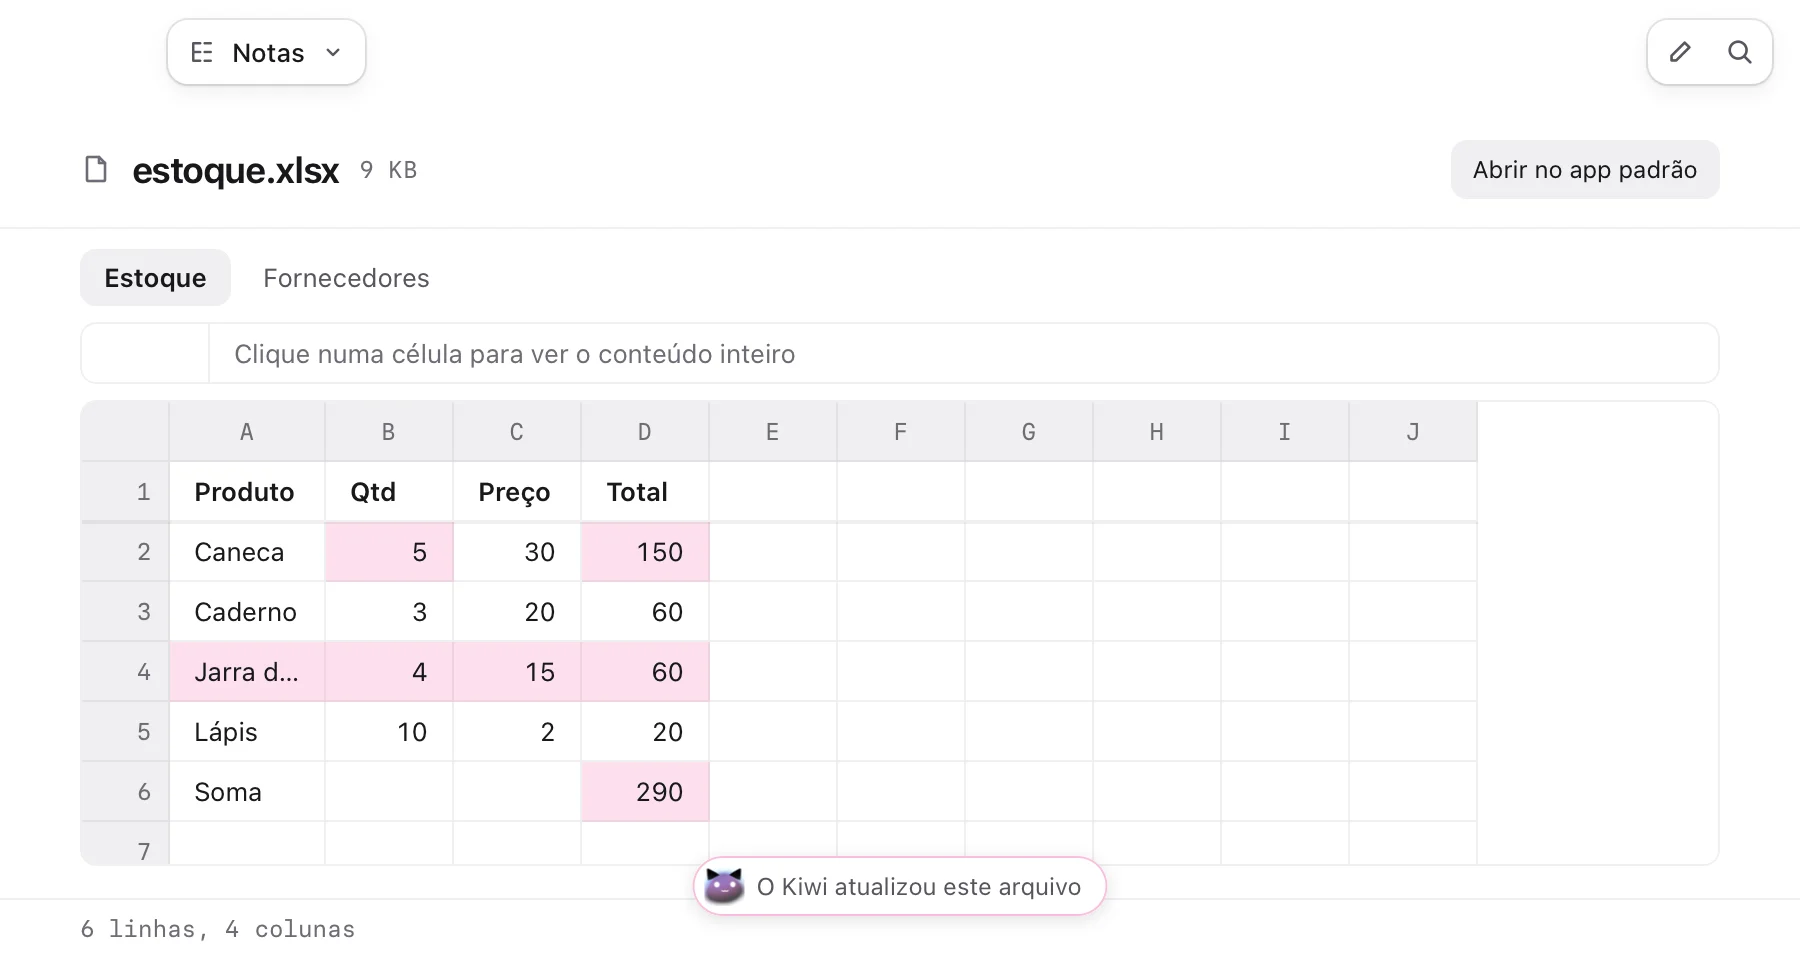 Notas
estoque.xlsx 9 KB
Abrir no app padrão
Estoque Fornecedores
Clique numa célula para ver o conteúdo inteiro
A B C D E F G H I J
1 Produto Qtd Preço Total
2 Caneca 5 30 150
3 Caderno 3 20 60
4 Jarra d... 4 15 60
5 Lápis 10 2 20
6 Soma 290
7
O Kiwi atualizou este arquivo
6 linhas, 4 colunas